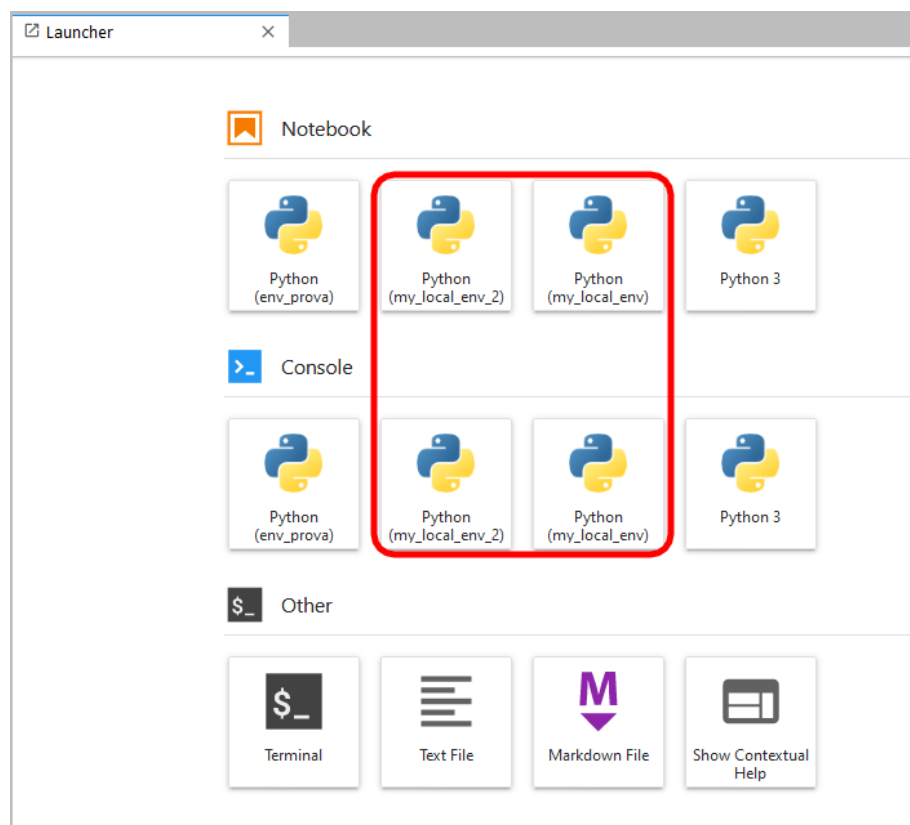 Launcher
Notebook
Python
(env_prova)
Python
(my_local_env_2)
Python
(my_local_env)
Python 3
Console
Python
(env_prova)
Python
(my_local_env_2)
Python
(my_local_env)
Python 3
$_ Other
$_
Terminal
Text File
M
Markdown File
Show Contextual
Help